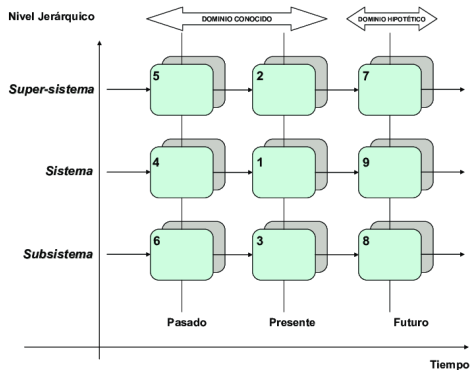 Nivel Jerárquico
DOMINIO CONOCIDO
DOMINIO HIPOTÉTICO
Super-sistema
5
2
7
Sistema
4
1
9
Subsistema
6
3
8
Pasado
Presente
Futuro
Tiempo